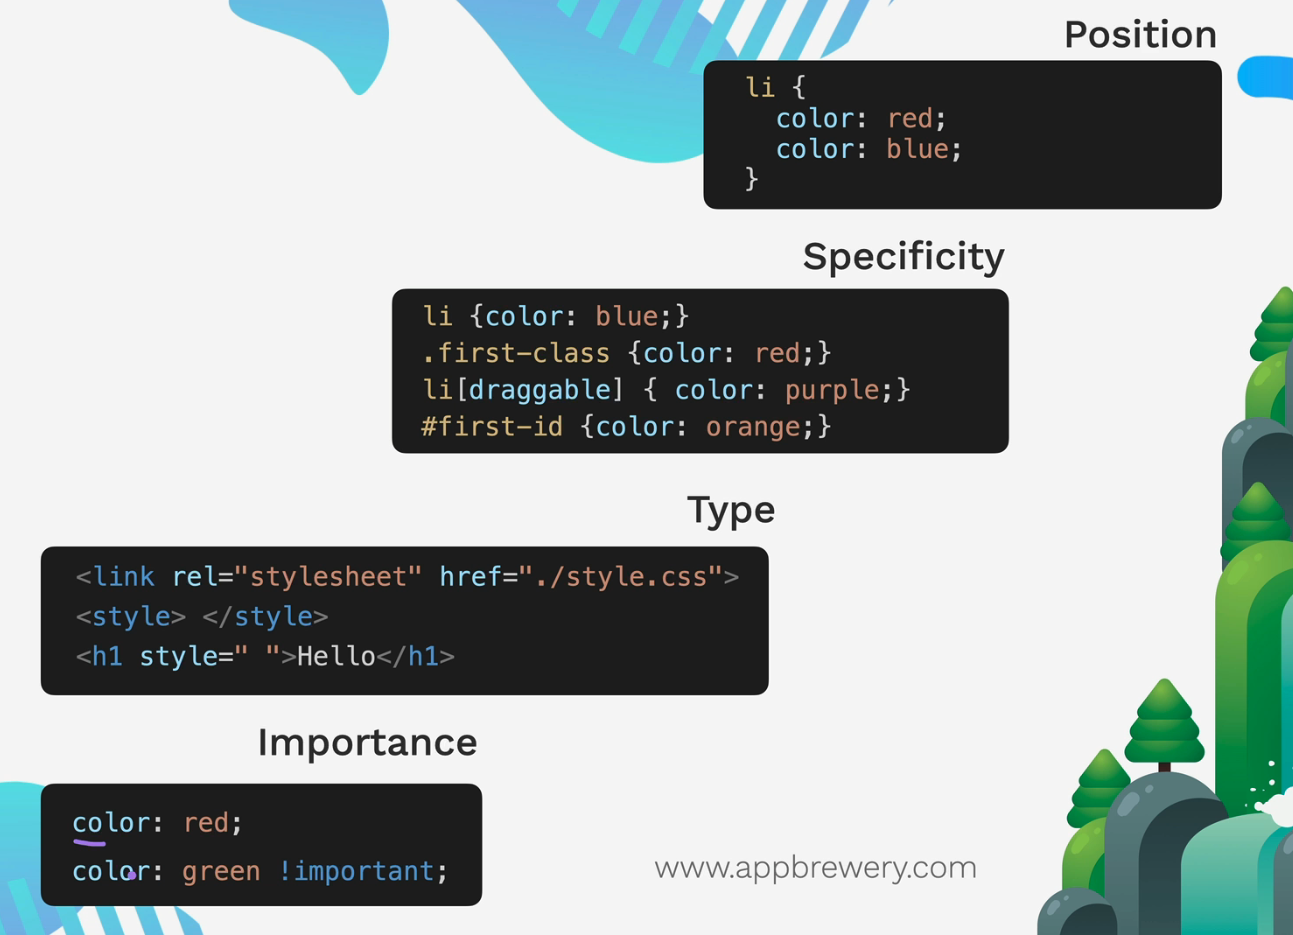 Position
li {
  color: red;
  color: blue;
}
Specificity
li {color: blue;}
.first-class {color: red;}
li[draggable] { color: purple;}
#first-id {color: orange;}
Type
<link rel="stylesheet" href="./style.css">
<style> </style>
<h1 style=" ">Hello</h1>
Importance
color: red;
color: green !important;
www.appbrewery.com